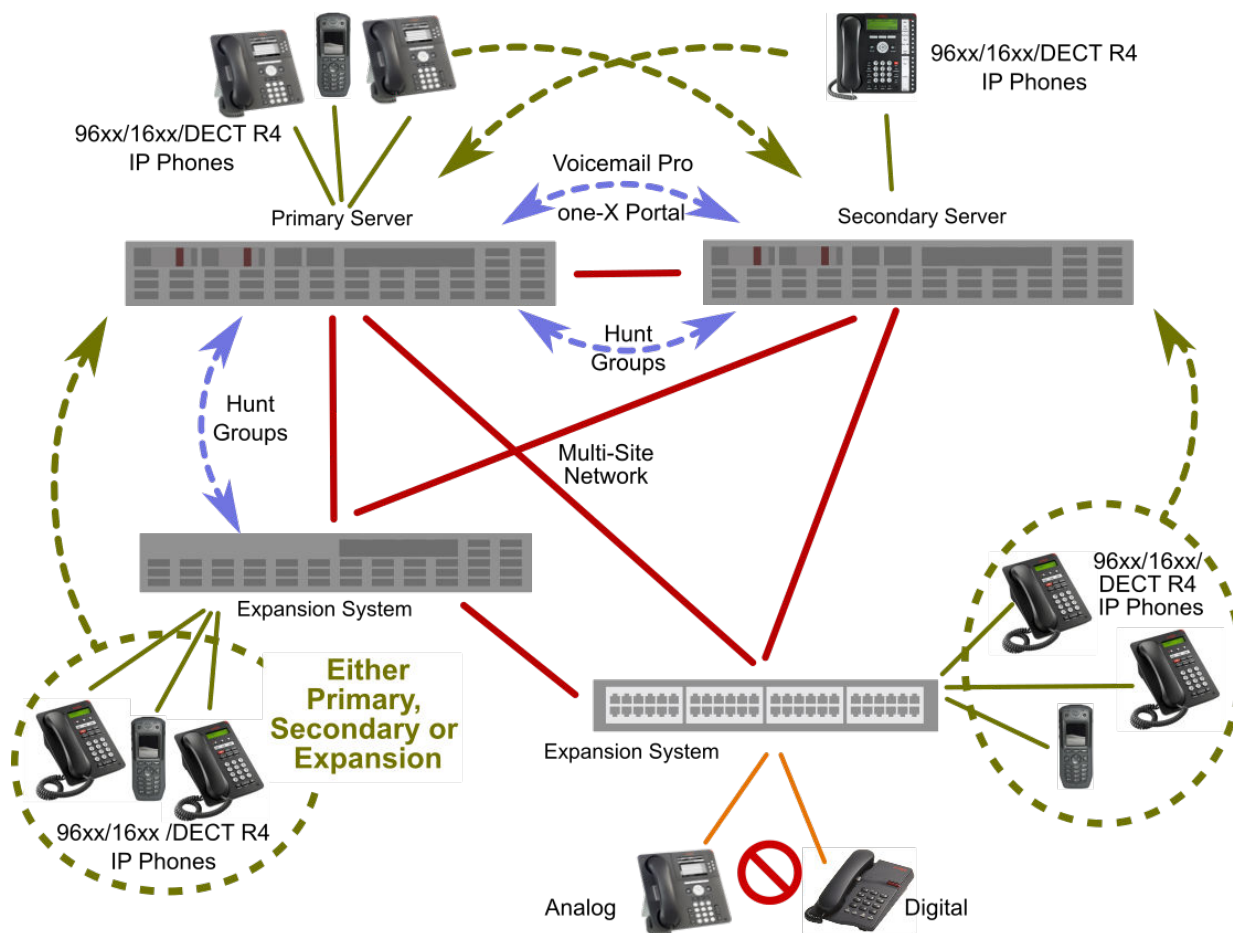 96xx/16xx/DECT R4
IP Phones
96xx/16xx/DECT R4
IP Phones
Voicemail Pro
one-X Portal
Primary Server
Secondary Server
Hunt
Groups
Hunt
Groups
Multi-Site
Network
Expansion System
96xx/16xx/
DECT R4
IP Phones
Either
Primary,
Secondary or
Expansion
Expansion System
96xx/16xx /DECT R4
IP Phones
Analog
Digital